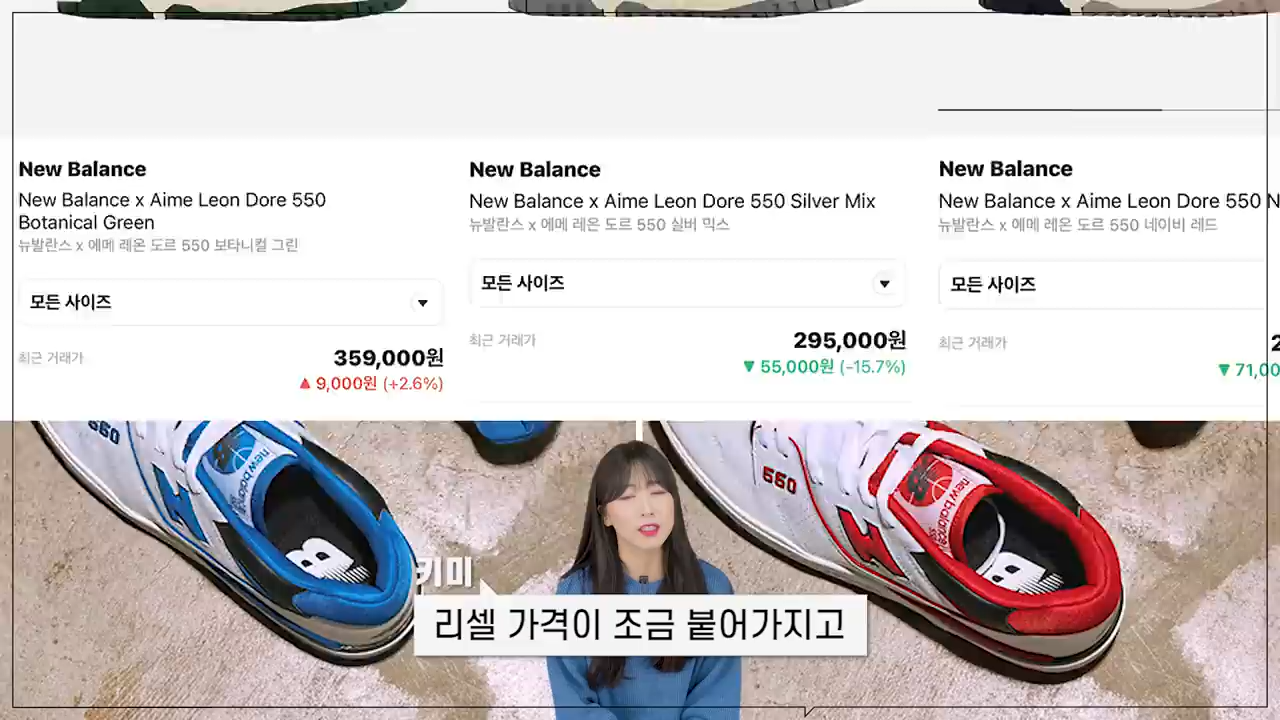 New Balance
New Balance x Aime Leon Dore 550
Botanical Green
뉴발란스 x 에메 레온 도르 550 보타니컬 그린
모든 사이즈
최근 거래가
359,000원
▲ 9,000원 (+2.6%)
New Balance
New Balance x Aime Leon Dore 550 Silver Mix
뉴발란스 x 에메 레온 도르 550 실버 믹스
모든 사이즈
최근 거래가
295,000원
▼ 55,000원 (-15.7%)
New Balance
New Balance x Aime Leon Dore 550 N
뉴발란스 x 에메 레온 도르 550 네이비 레드
모든 사이즈
최근 거래가
2
▼ 71,00
550
new balance
550
new balance
키미
리셀 가격이 조금 붙어가지고